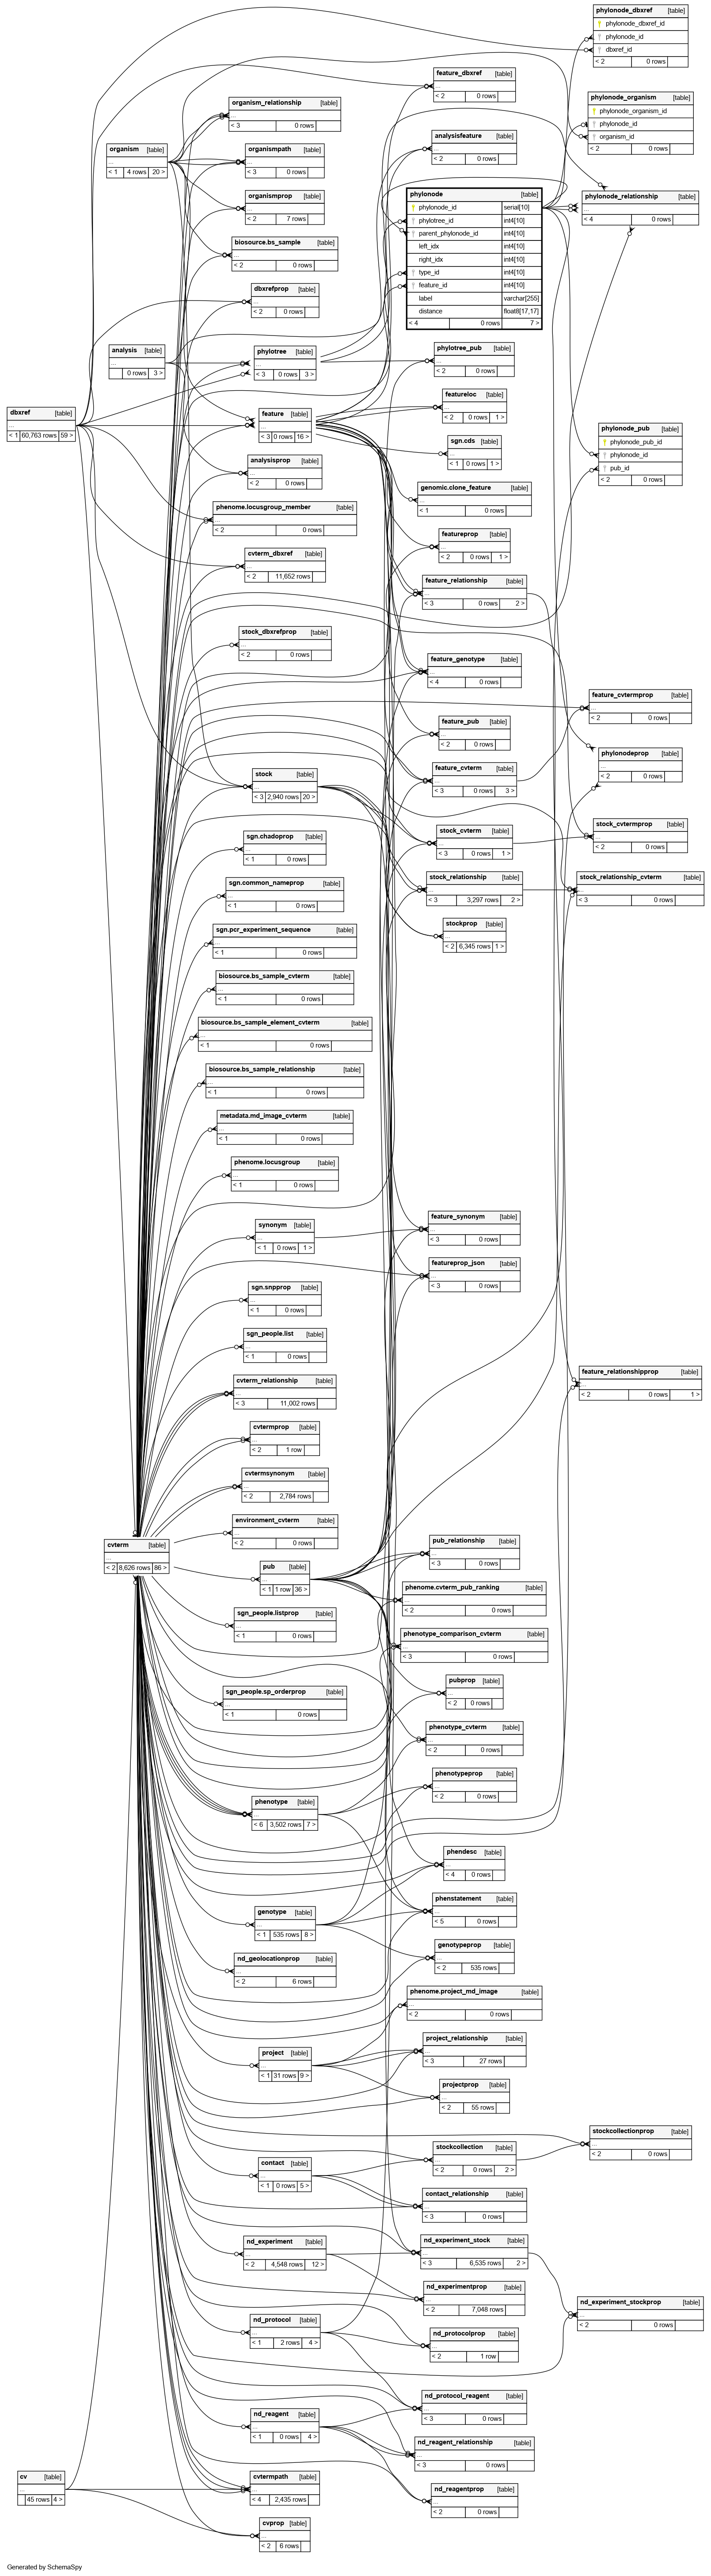 phylonode_dbxref [table]
phylonode_dbxref_id
phylonode_id
dbxref_id
< 2 0 rows
feature_dbxref [table]
...
< 2 0 rows
phylonode_organism [table]
phylonode_organism_id
phylonode_id
organism_id
< 2 0 rows
organism_relationship [table]
...
< 3 0 rows
analysisfeature [table]
...
< 2 0 rows
organism [table]
...
< 1 4 rows 20 >
organismpath [table]
...
< 3 0 rows
phylonode [table]
phylonode_id serial[10]
phylotree_id int4[10]
parent_phylonode_id int4[10]
left_idx int4[10]
right_idx int4[10]
type_id int4[10]
feature_id int4[10]
label varchar[255]
distance float8[17,17]
< 4 0 rows 7 >
phylonode_relationship [table]
...
< 4 0 rows
organismprop [table]
...
< 2 7 rows
biosource.bs_sample [table]
...
< 2 0 rows
dbxrefprop [table]
...
< 2 0 rows
analysis [table]
...
0 rows 3 >
phylotree [table]
...
< 3 0 rows 3 >
phylotree_pub [table]
...
< 2 0 rows
dbxref [table]
...
< 1 60,763 rows 59 >
feature [table]
...
< 3 0 rows 16 >
featureloc [table]
...
< 2 0 rows 1 >
phylonode_pub [table]
phylonode_pub_id
phylonode_id
pub_id
< 2 0 rows
sgn.cds [table]
...
< 1 0 rows 1 >
analysisprop [table]
...
< 2 0 rows
genomic.clone_feature [table]
...
< 1 0 rows
phenome.locusgroup_member [table]
...
< 2 0 rows
featureprop [table]
...
< 2 0 rows 1 >
cvterm_dbxref [table]
...
< 2 11,652 rows
feature_relationship [table]
...
< 3 0 rows 2 >
stock_dbxrefprop [table]
...
< 2 0 rows
feature_genotype [table]
...
< 4 0 rows
feature_cvtermprop [table]
...
< 2 0 rows
feature_pub [table]
...
< 2 0 rows
phylonodeprop [table]
...
< 2 0 rows
stock [table]
...
< 3 2,940 rows 20 >
feature_cvterm [table]
...
< 3 0 rows 3 >
stock_cvtermprop [table]
...
< 2 0 rows
sgn.chadoprop [table]
...
< 1 0 rows
stock_cvterm [table]
...
< 3 0 rows 1 >
sgn.common_nameprop [table]
...
< 1 0 rows
stock_relationship [table]
...
< 3 3,297 rows 2 >
stock_relationship_cvterm [table]
...
< 3 0 rows
sgn.pcr_experiment_sequence [table]
...
< 1 0 rows
stockprop [table]
...
< 2 6,345 rows 1 >
biosource.bs_sample_cvterm [table]
...
< 1 0 rows
biosource.bs_sample_element_cvterm [table]
...
< 1 0 rows
biosource.bs_sample_relationship [table]
...
< 1 0 rows
metadata.md_image_cvterm [table]
...
< 1 0 rows
phenome.locusgroup [table]
...
< 1 0 rows
synonym [table]
...
< 1 0 rows 1 >
feature_synonym [table]
...
< 3 0 rows
featureprop_json [table]
...
< 3 0 rows
sgn.snpprop [table]
...
< 1 0 rows
sgn_people.list [table]
...
< 1 0 rows
cvterm_relationship [table]
...
< 3 11,002 rows
feature_relationshipprop [table]
...
< 2 0 rows 1 >
cvtermprop [table]
...
< 2 1 row
cvtermsynonym [table]
...
< 2 2,784 rows
environment_cvterm [table]
...
< 2 0 rows
cvterm [table]
...
< 2 8,626 rows 86 >
pub [table]
...
< 1 1 row 36 >
pub_relationship [table]
...
< 3 0 rows
phenome.cvterm_pub_ranking [table]
...
< 2 0 rows
sgn_people.listprop [table]
...
< 1 0 rows
phenotype_comparison_cvterm [table]
...
< 3 0 rows
sgn_people.sp_orderprop [table]
...
< 1 0 rows
pubprop [table]
...
< 2 0 rows
phenotype_cvterm [table]
...
< 2 0 rows
phenotypeprop [table]
...
< 2 0 rows
phenotype [table]
...
< 6 3,502 rows 7 >
phendesc [table]
...
< 4 0 rows
phenstatement [table]
...
< 5 0 rows
genotype [table]
...
< 1 535 rows 8 >
genotypeprop [table]
...
< 2 535 rows
nd_geolocationprop [table]
...
< 2 6 rows
phenome.project_md_image [table]
...
< 2 0 rows
project [table]
...
< 1 31 rows 9 >
project_relationship [table]
...
< 3 27 rows
projectprop [table]
...
< 2 55 rows
stockcollectionprop [table]
...
< 2 0 rows
stockcollection [table]
...
< 2 0 rows 2 >
contact [table]
...
< 1 0 rows 5 >
contact_relationship [table]
...
< 3 0 rows
nd_experiment [table]
...
< 2 4,548 rows 12 >
nd_experiment_stock [table]
...
< 3 6,535 rows 2 >
nd_experimentprop [table]
...
< 2 7,048 rows
nd_experiment_stockprop [table]
...
< 2 0 rows
nd_protocol [table]
...
< 1 2 rows 4 >
nd_protocolprop [table]
...
< 2 1 row
nd_protocol_reagent [table]
...
< 3 0 rows
nd_reagent [table]
...
< 1 0 rows 4 >
nd_reagent_relationship [table]
...
< 3 0 rows
cv [table]
...
45 rows 4 >
cvtermpath [table]
...
< 4 2,435 rows
nd_reagentprop [table]
...
< 2 0 rows
cvprop [table]
...
< 2 6 rows
Generated by SchemaSpy